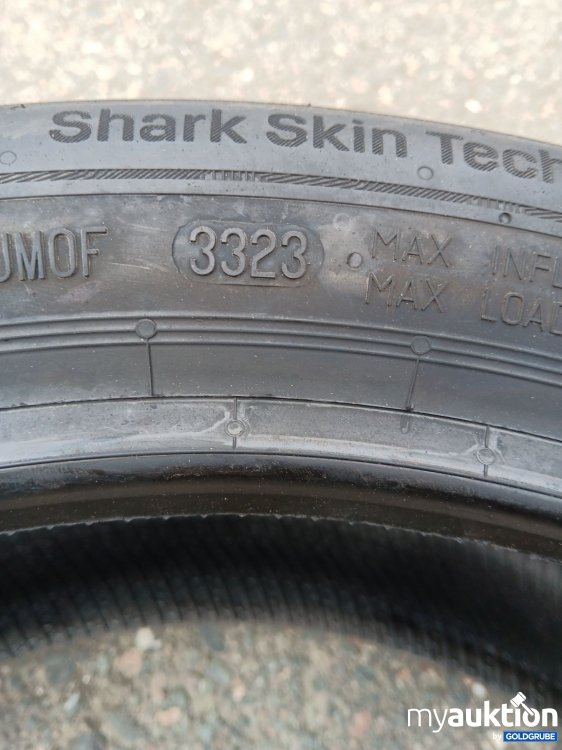 Shark Skin Tech
UMOF 3323 MAX INFL
MAX LOAD
myauktion
by GOLDGRUBE